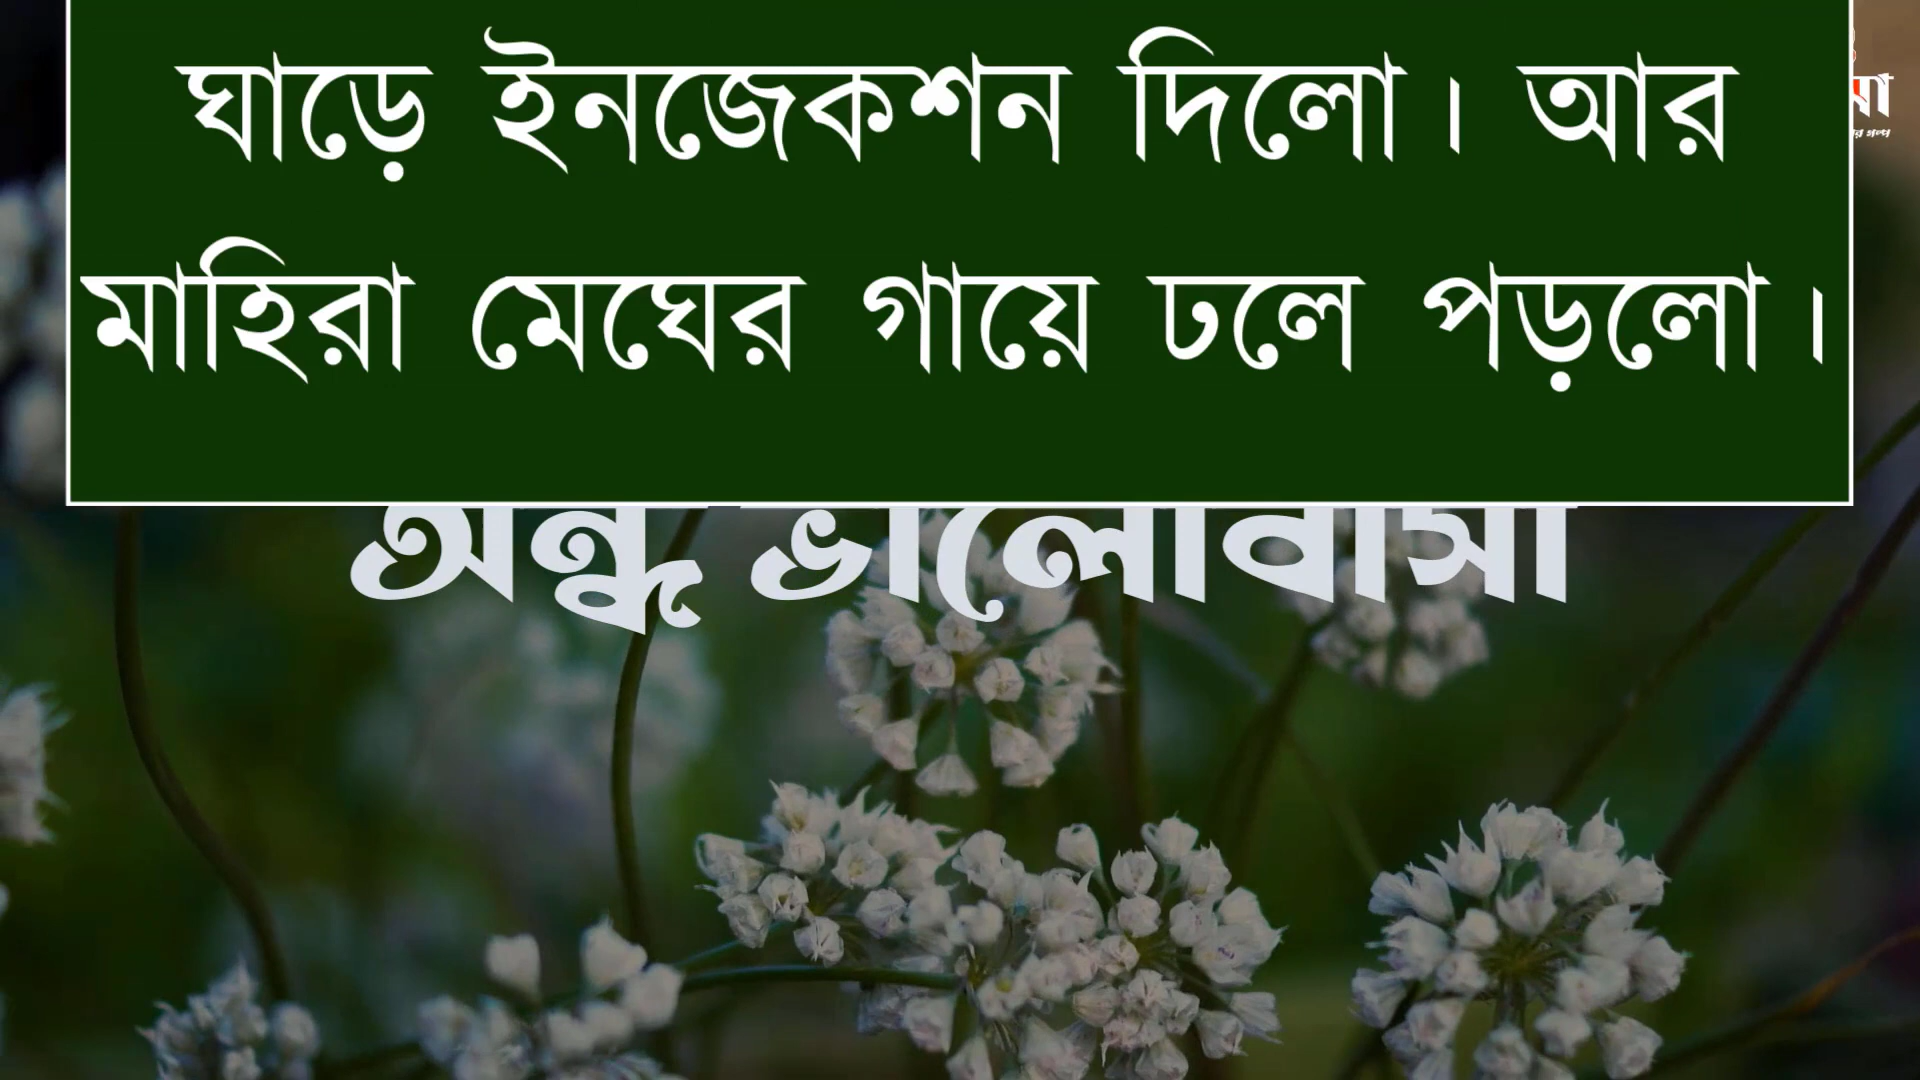 ঘাড়ে ইনজেকশন দিলো। আর
মাহিরা মেঘের গায়ে ঢলে পড়লো।
অন্ধ ভালোবাসা